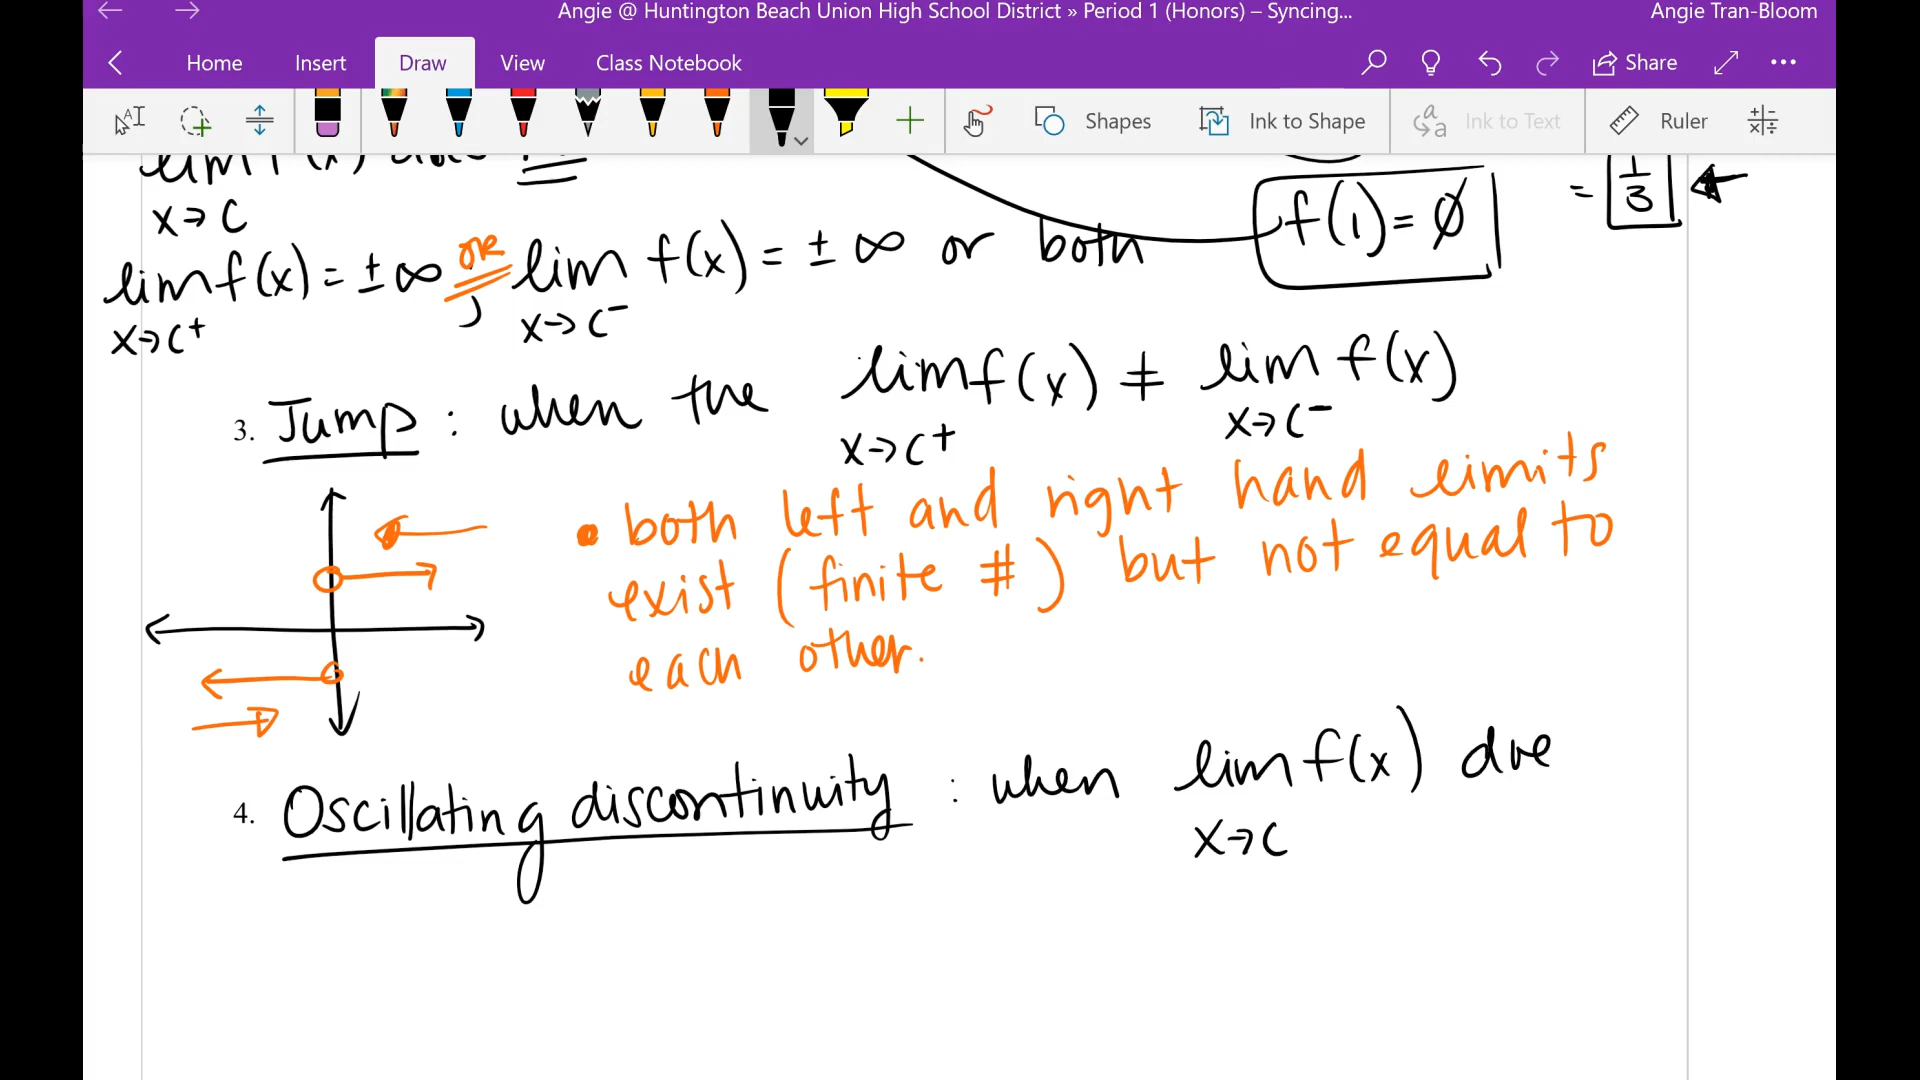 Angie @ Huntington Beach Union High School District » Period 1 (Honors) – Syncing...
Angie Tran-Bloom
Home Insert Draw View Class Notebook Share
Shapes Ink to Shape Ink to Text Ruler
lim f(x)
x→c
f(1)=∅
= 1/3
lim f(x) = ±∞ or lim f(x) = ±∞ or both
x→c⁺ x→c⁻
3. Jump : when the lim f(x) ≠ lim f(x)
x→c⁺ x→c⁻
• both left and right hand limits
exist (finite #) but not equal to
each other.
4. Oscillating discontinuity : when lim f(x) due
x→c